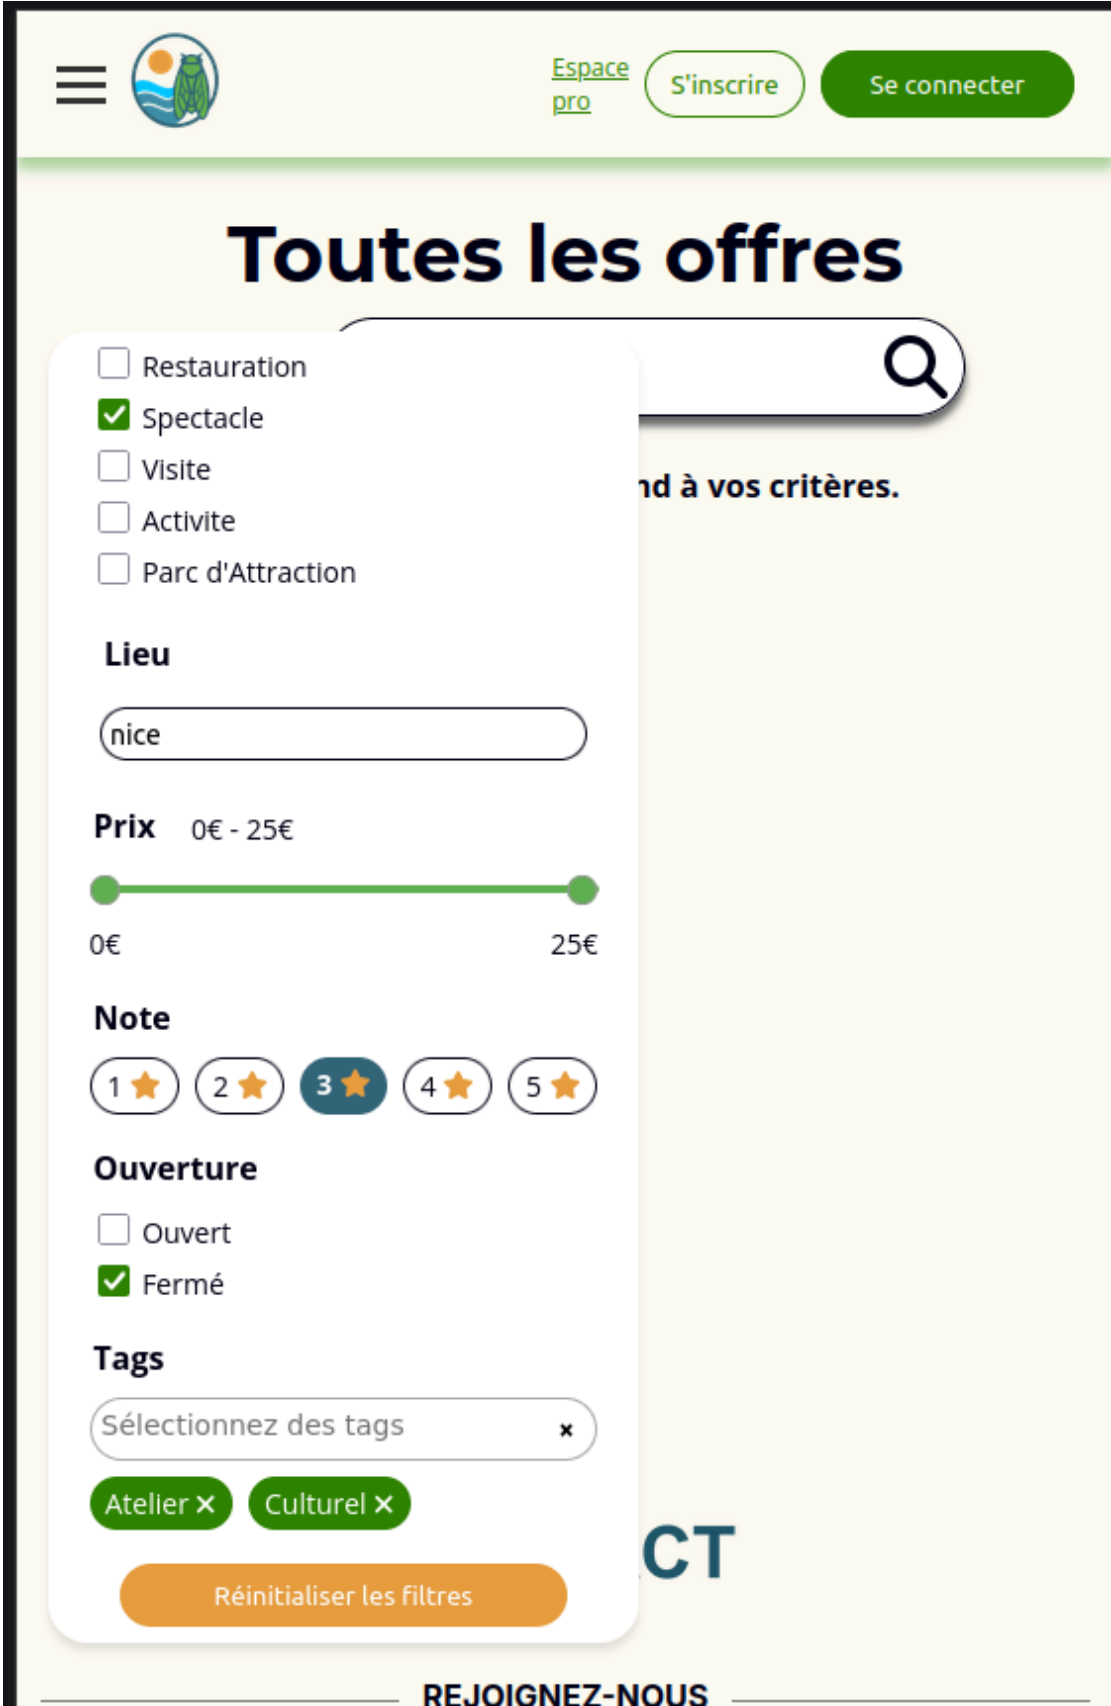 Espace
pro
S'inscrire
Se connecter
Toutes les offres
Restauration
Spectacle
Visite
à vos critères.
Activite
Parc d'Attraction
Lieu
nice
Prix 0€ - 25€
0€ 25€
Note
1 2 3 4 5
Ouverture
Ouvert
Fermé
Tags
Sélectionnez des tags ×
Atelier × Culturel ×
CT
Réinitialiser les filtres
REJOIGNEZ-NOUS